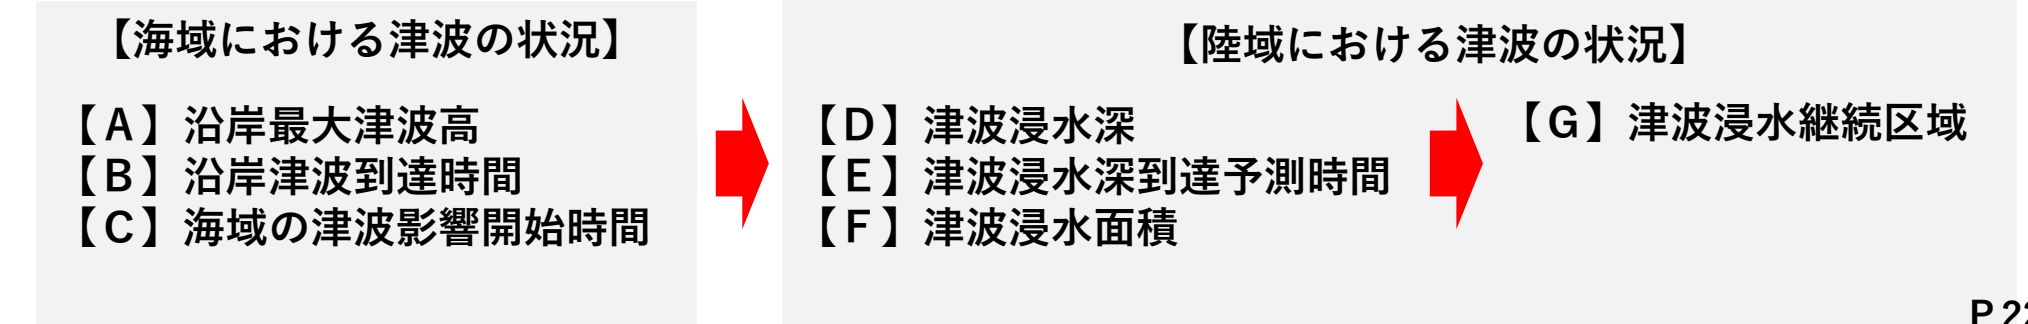 【海域における津波の状況】
【A】沿岸最大津波高
【B】沿岸津波到達時間
【C】海域の津波影響開始時間
【陸域における津波の状況】
【D】津波浸水深
【E】津波浸水深到達予測時間
【F】津波浸水面積
【G】津波浸水継続区域